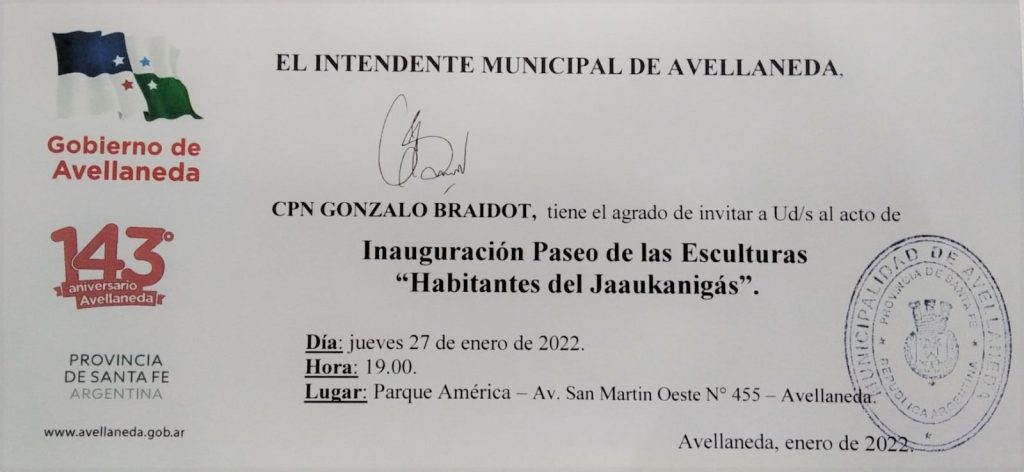 Gobierno de
Avellaneda
143°
aniversario
Avellaneda
PROVINCIA
DE SANTA FE
ARGENTINA
www.avellaneda.gob.ar
EL INTENDENTE MUNICIPAL DE AVELLANEDA,
CPN GONZALO BRAIDOT, tiene el agrado de invitar a Ud/s al acto de
Inauguración Paseo de las Esculturas
“Habitantes del Jaaukanigás”.
Día: jueves 27 de enero de 2022.
Hora: 19.00.
Lugar: Parque América – Av. San Martin Oeste N° 455 – Avellaneda.
Avellaneda, enero de 2022.
MUNICIPALIDAD DE AVELLANEDA
PROVINCIA DE SANTA FE
REPUBLICA ARGENTINA